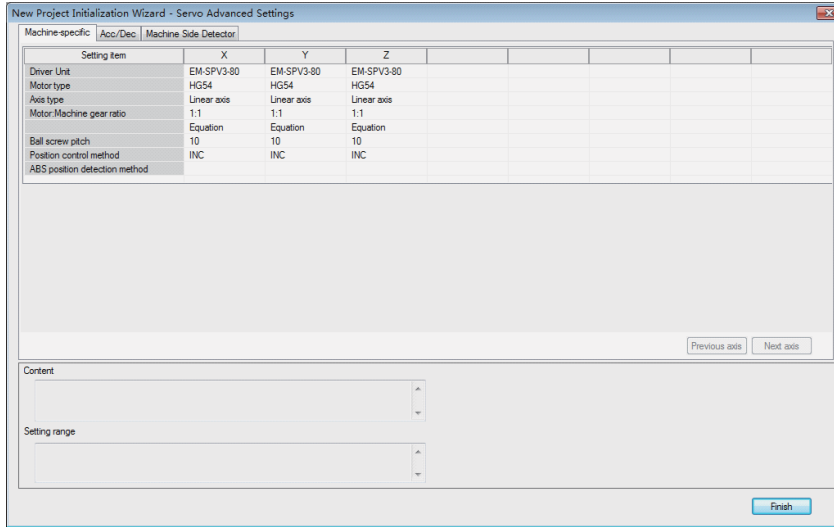 New Project Initialization Wizard - Servo Advanced Settings
Machine-specific Acc/Dec Machine Side Detector
Setting item X Y Z
Driver Unit EM-SPV3-80 EM-SPV3-80 EM-SPV3-80
Motor type HG54 HG54 HG54
Axis type Linear axis Linear axis Linear axis
Motor:Machine gear ratio 1:1 1:1 1:1
Equation Equation Equation
Ball screw pitch 10 10 10
Position control method INC INC INC
ABS position detection method
Previous axis Next axis
Content
Setting range
Finish